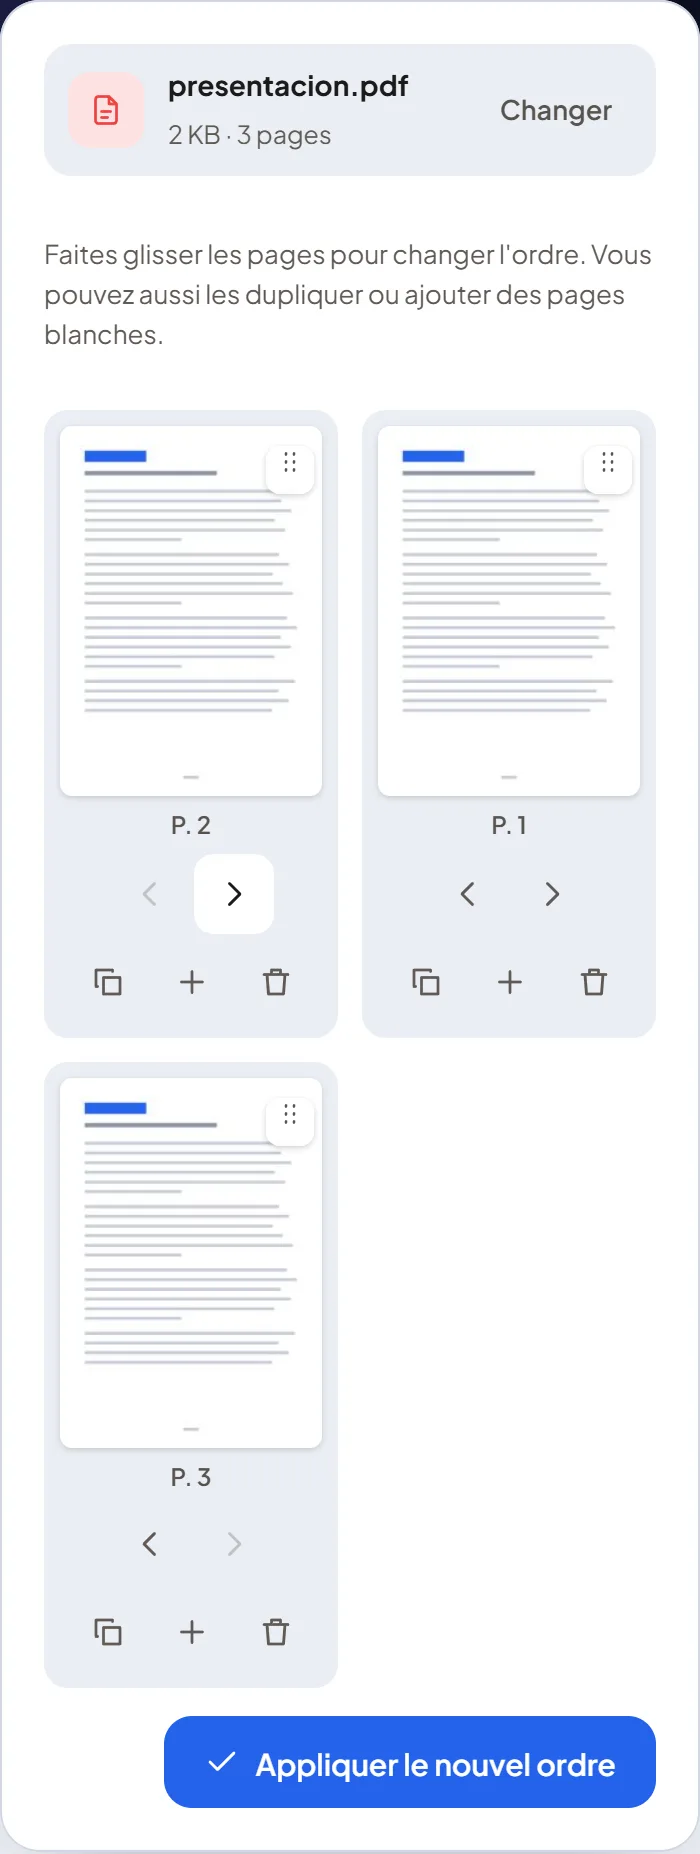 presentacion.pdf
2 KB · 3 pages
Changer
Faites glisser les pages pour changer l'ordre. Vous
pouvez aussi les dupliquer ou ajouter des pages
blanches.
P. 2
P. 1
P. 3
Appliquer le nouvel ordre